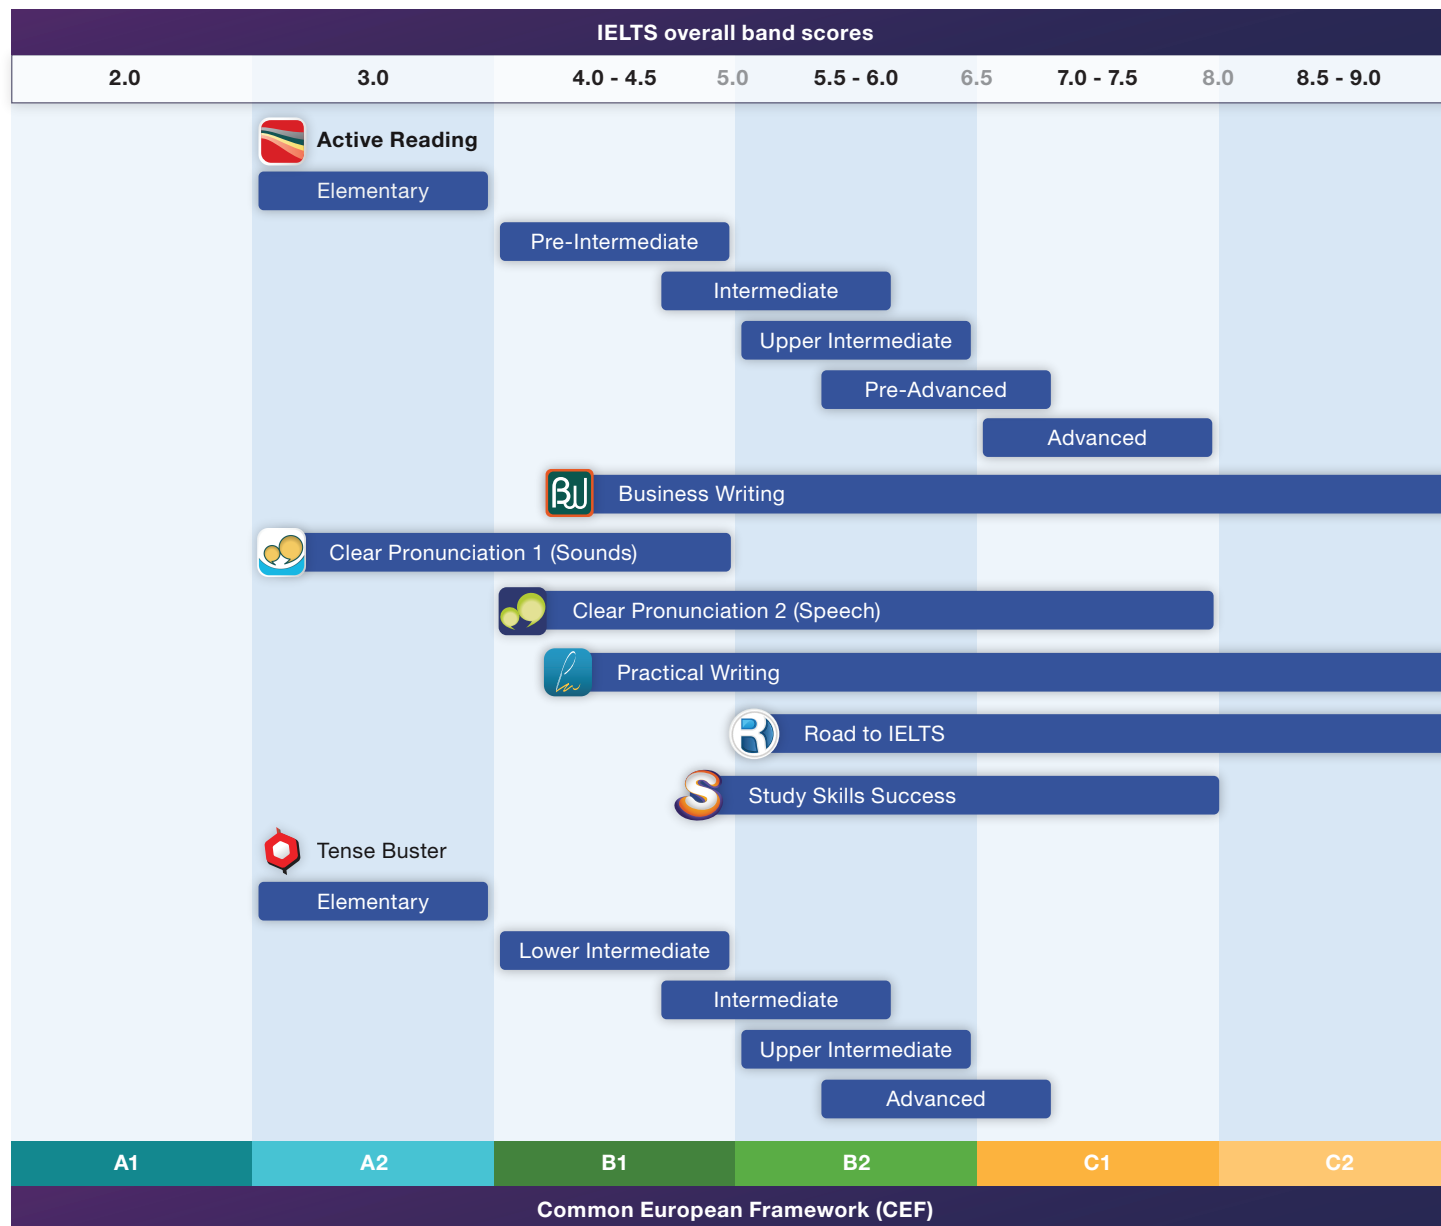 IELTS overall band scores
2.0 3.0 4.0 - 4.5 5.0 5.5 - 6.0 6.5 7.0 - 7.5 8.0 8.5 - 9.0
Active Reading
Elementary
Pre-Intermediate
Intermediate
Upper Intermediate
Pre-Advanced
Advanced
BW Business Writing
Clear Pronunciation 1 (Sounds)
Clear Pronunciation 2 (Speech)
Practical Writing
R Road to IELTS
S Study Skills Success
Tense Buster
Elementary
Lower Intermediate
Intermediate
Upper Intermediate
Advanced
A1 A2 B1 B2 C1 C2
Common European Framework (CEF)